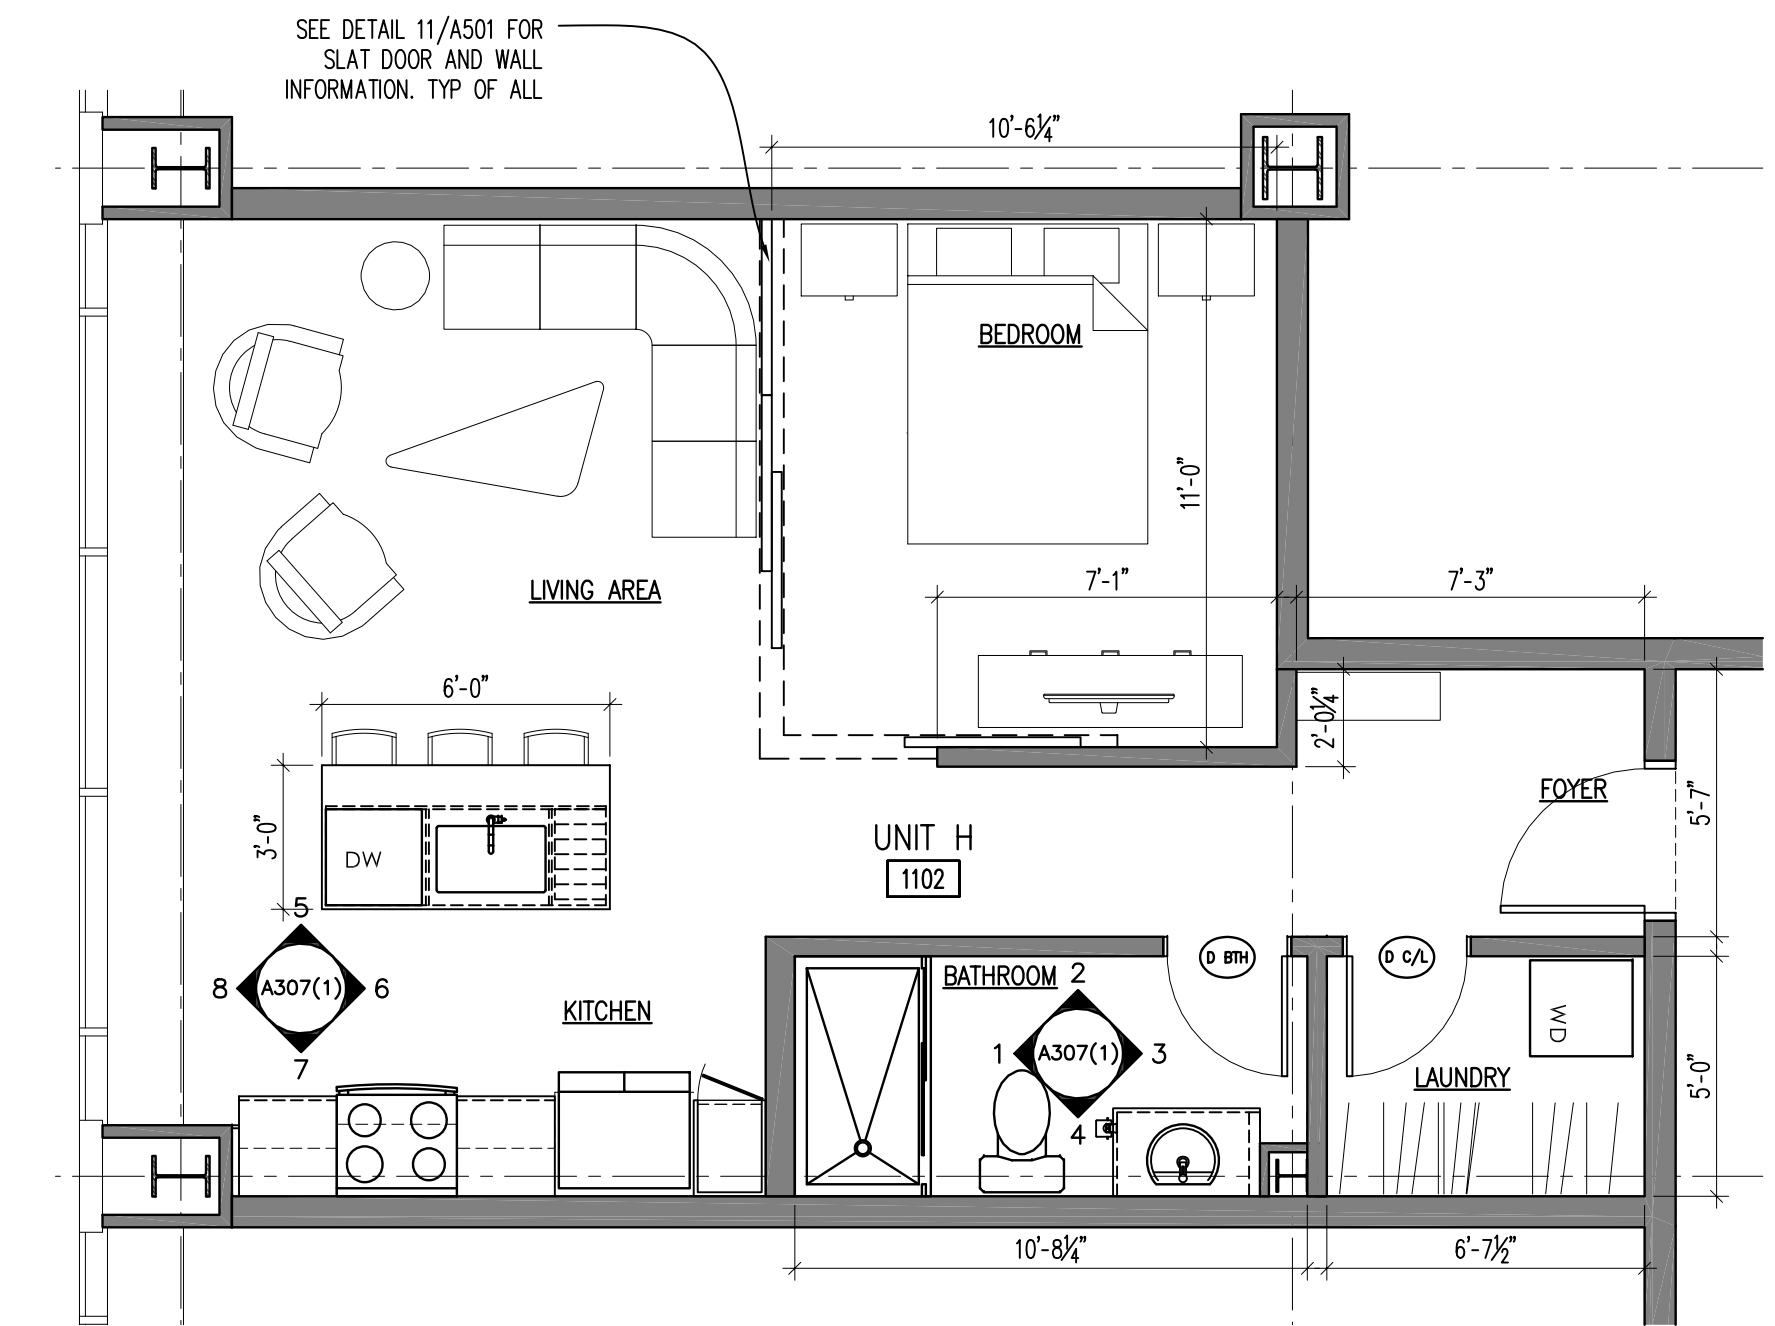 SEE DETAIL 11/A501 FOR
SLAT DOOR AND WALL
INFORMATION. TYP OF ALL
10'-6¼"
BEDROOM
11'-0"
LIVING AREA
7'-1"
7'-3"
6'-0"
2'-0¼"
FOYER
5'-7"
3'-0"
DW
UNIT H
1102
5
8
A307(1)
6
7
KITCHEN
BATHROOM
2
1
A307(1)
3
4
D BTH
D C/L
WD
LAUNDRY
5'-0"
10'-8¼"
6'-7½"